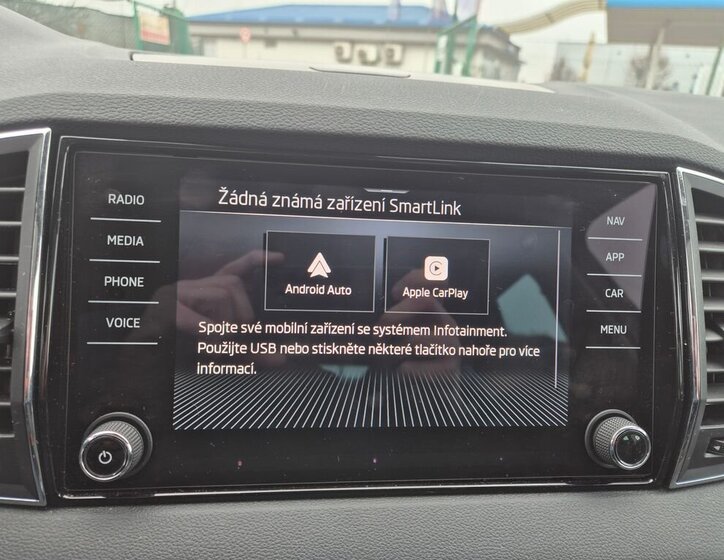 RADIO
MEDIA
PHONE
VOICE
Žádná známá zařízení SmartLink
Android Auto
Apple CarPlay
Spojte své mobilní zařízení se systémem Infotainment.
Použijte USB nebo stiskněte některé tlačítko nahoře pro více
informací.
NAV
APP
CAR
MENU